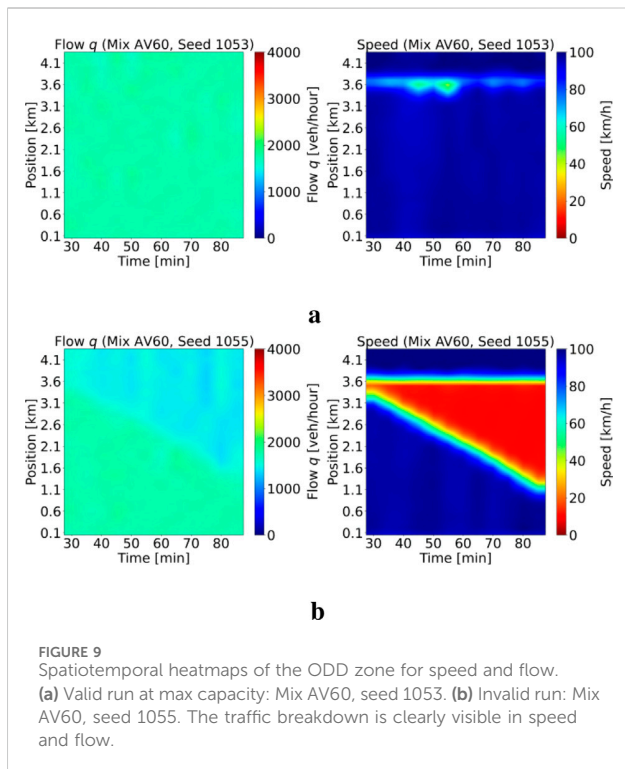 Flow q (Mix AV60, Seed 1053)
Position [km]
4.1
3.6
3.1
2.6
2.1
1.6
1.1
0.6
0.1
30 40 50 60 70 80
Time [min]
4000
3000
2000
1000
0
Flow q [veh/hour]
Speed (Mix AV60, Seed 1053)
Position [km]
4.1
3.6
3.1
2.6
2.1
1.6
1.1
0.6
0.1
30 40 50 60 70 80
Time [min]
100
80
60
40
20
0
Speed [km/h]
a
Flow q (Mix AV60, Seed 1055)
Position [km]
4.1
3.6
3.1
2.6
2.1
1.6
1.1
0.6
0.1
30 40 50 60 70 80
Time [min]
4000
3000
2000
1000
0
Flow q [veh/hour]
Speed (Mix AV60, Seed 1055)
Position [km]
4.1
3.6
3.1
2.6
2.1
1.6
1.1
0.6
0.1
30 40 50 60 70 80
Time [min]
100
80
60
40
20
0
Speed [km/h]
b
FIGURE 9
Spatiotemporal heatmaps of the ODD zone for speed and flow.
(a) Valid run at max capacity: Mix AV60, seed 1053. (b) Invalid run: Mix
AV60, seed 1055. The traffic breakdown is clearly visible in speed
and flow.